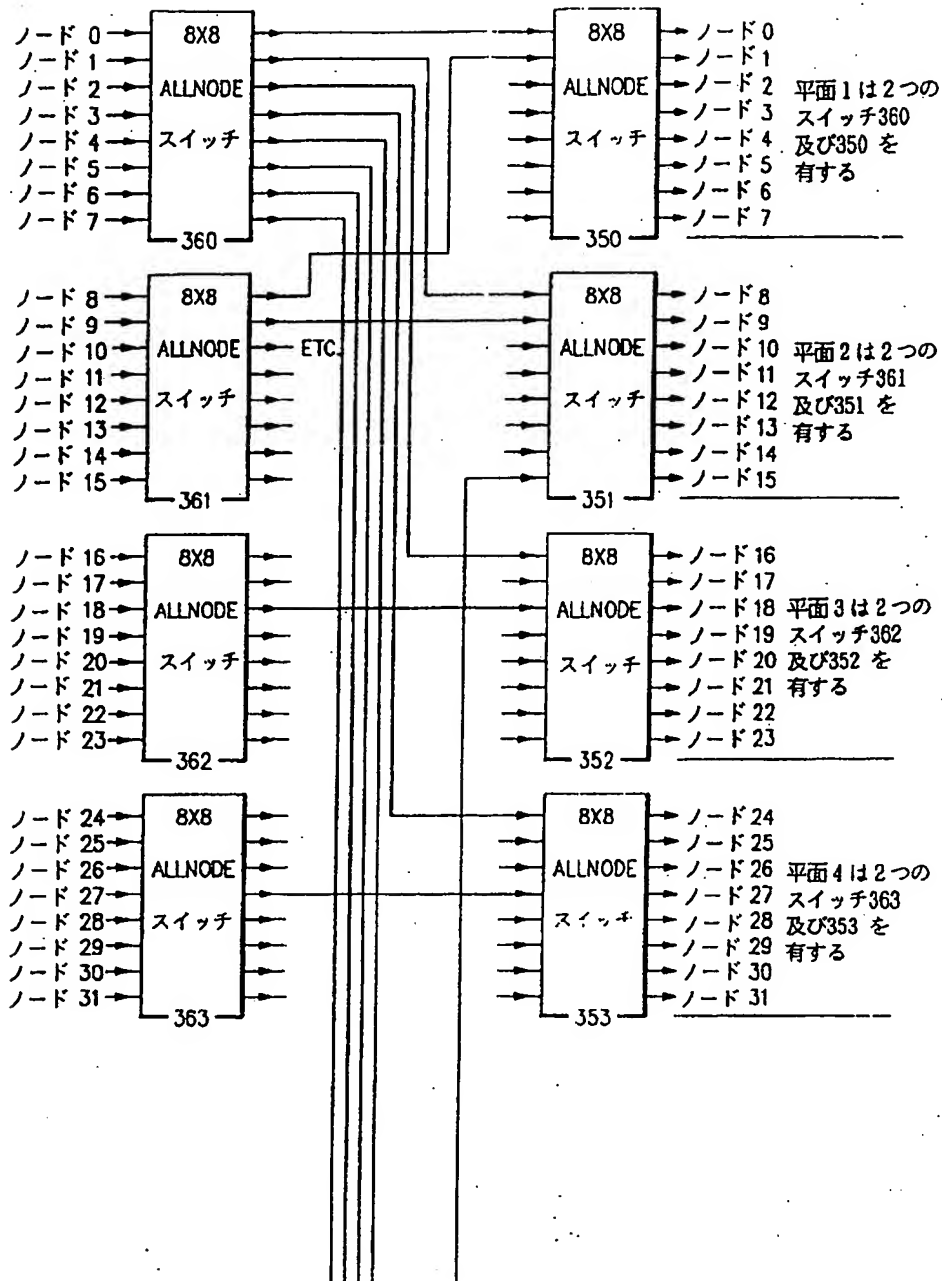 ノード 0
ノード 1
ノード 2
ノード 3
ノード 4
ノード 5
ノード 6
ノード 7
8X8
ALLNODE
スイッチ
360
8X8
ALLNODE
スイッチ
350
ノード 0
ノード 1
ノード 2
ノード 3
ノード 4
ノード 5
ノード 6
ノード 7
平面1は2つの
スイッチ360
及び350 を
有する
ノード 8
ノード 9
ノード 10
ノード 11
ノード 12
ノード 13
ノード 14
ノード 15
8X8
ALLNODE
スイッチ
361
ETC.
8X8
ALLNODE
スイッチ
351
ノード 8
ノード 9
ノード 10
ノード 11
ノード 12
ノード 13
ノード 14
ノード 15
平面2は2つの
スイッチ361
及び351 を
有する
ノード 16
ノード 17
ノード 18
ノード 19
ノード 20
ノード 21
ノード 22
ノード 23
8X8
ALLNODE
スイッチ
362
8X8
ALLNODE
スイッチ
352
ノード 16
ノード 17
ノード 18
ノード 19
ノード 20
ノード 21
ノード 22
ノード 23
平面3は2つの
スイッチ362
及び352 を
有する
ノード 24
ノード 25
ノード 26
ノード 27
ノード 28
ノード 29
ノード 30
ノード 31
8X8
ALLNODE
スイッチ
363
8X8
ALLNODE
スイッチ
353
ノード 24
ノード 25
ノード 26
ノード 27
ノード 28
ノード 29
ノード 30
ノード 31
平面4は2つの
スイッチ363
及び353 を
有する